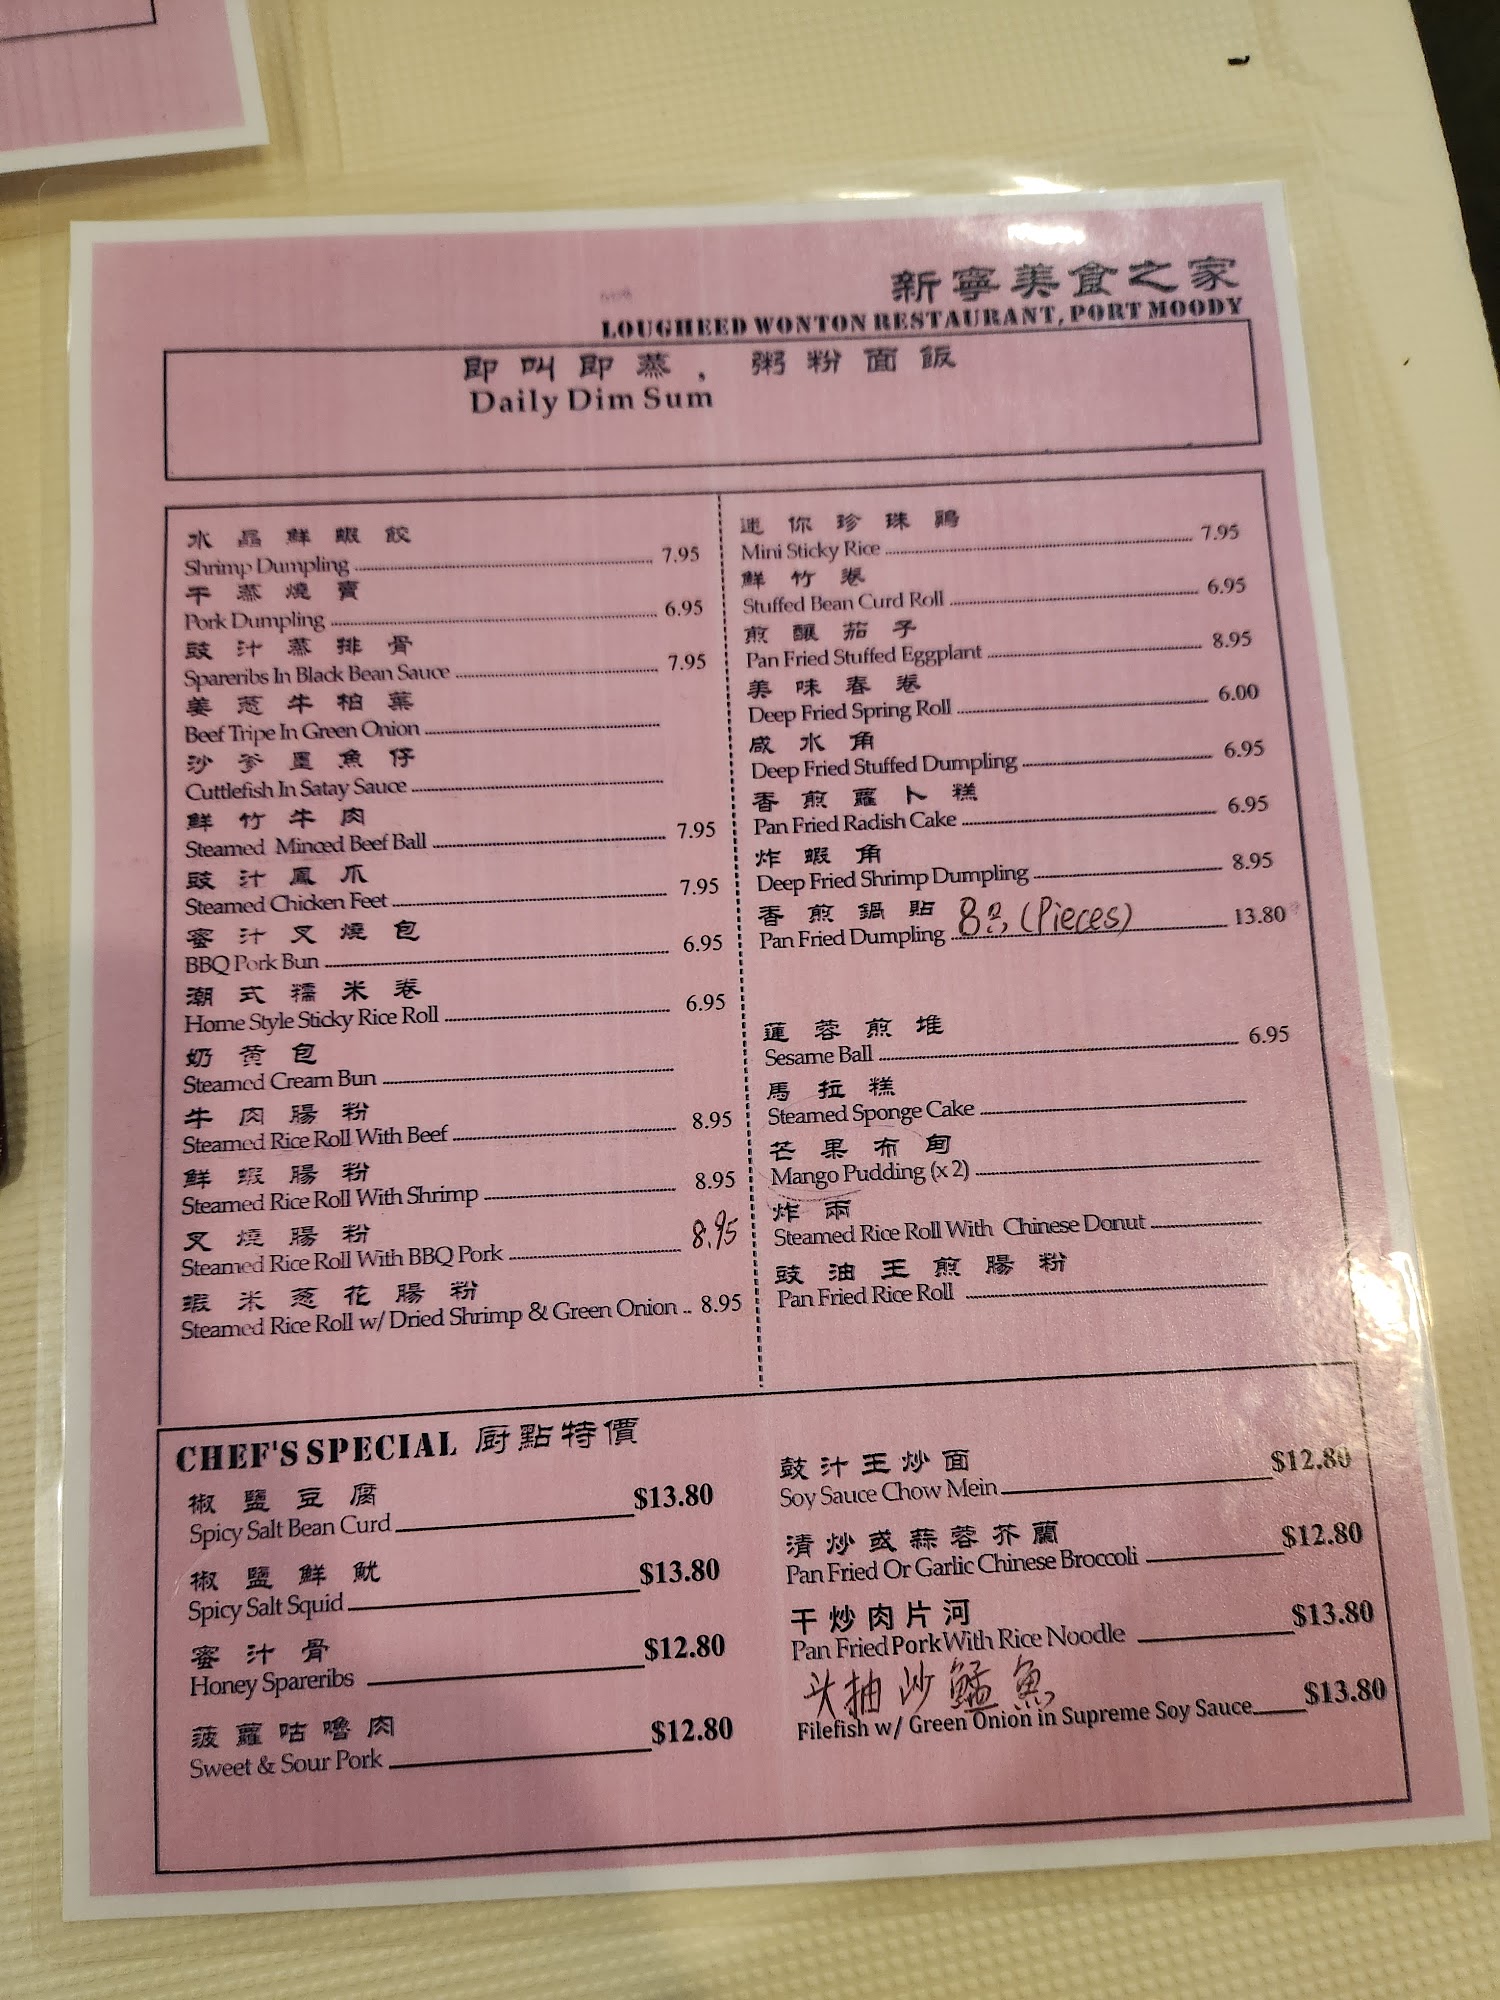 新寧美食之家
LOUGHEED WONTON RESTAURANT, PORT MOODY
即叫即蒸，粥粉面飯
Daily Dim Sum
水晶鮮蝦餃
Shrimp Dumpling 7.95
干蒸燒賣
Pork Dumpling 6.95
豉汁蒸排骨
Spareribs In Black Bean Sauce 7.95
姜葱牛柏葉
Beef Tripe In Green Onion
沙爹墨魚仔
Cuttlefish In Satay Sauce
鮮竹牛肉
Steamed Minced Beef Ball 7.95
豉汁鳳爪
Steamed Chicken Feet 7.95
蜜汁叉燒包
BBQ Pork Bun 6.95
潮式糯米卷
Home Style Sticky Rice Roll 6.95
奶黄包
Steamed Cream Bun
牛肉腸粉
Steamed Rice Roll With Beef 8.95
鮮蝦腸粉
Steamed Rice Roll With Shrimp 8.95
叉燒腸粉
Steamed Rice Roll With BBQ Pork 8.95
蝦米葱花腸粉
Steamed Rice Roll w/ Dried Shrimp & Green Onion .. 8.95
迷你珍珠鷄
Mini Sticky Rice 7.95
鮮竹卷
Stuffed Bean Curd Roll 6.95
煎釀茄子
Pan Fried Stuffed Eggplant 8.95
美味春卷
Deep Fried Spring Roll 6.00
咸水角
Deep Fried Stuffed Dumpling 6.95
香煎蘿卜糕
Pan Fried Radish Cake 6.95
炸蝦角
Deep Fried Shrimp Dumpling 8.95
香煎鍋貼 8只 (Pieces)
Pan Fried Dumpling 13.80
蓮蓉煎堆
Sesame Ball 6.95
馬拉糕
Steamed Sponge Cake
芒果布甸
Mango Pudding (x 2)
炸兩
Steamed Rice Roll With Chinese Donut
豉油王煎腸粉
Pan Fried Rice Roll
CHEF'S SPECIAL 厨點特價
椒鹽豆腐
Spicy Salt Bean Curd $13.80
椒鹽鮮魷
Spicy Salt Squid $13.80
蜜汁骨
Honey Spareribs $12.80
菠蘿咕嚕肉
Sweet & Sour Pork $12.80
豉汁王炒面
Soy Sauce Chow Mein $12.80
清炒或蒜蓉芥蘭
Pan Fried Or Garlic Chinese Broccoli $12.80
干炒肉片河
Pan Fried Pork With Rice Noodle $13.80
头抽炒鯭魚
Filefish w/ Green Onion in Supreme Soy Sauce $13.80